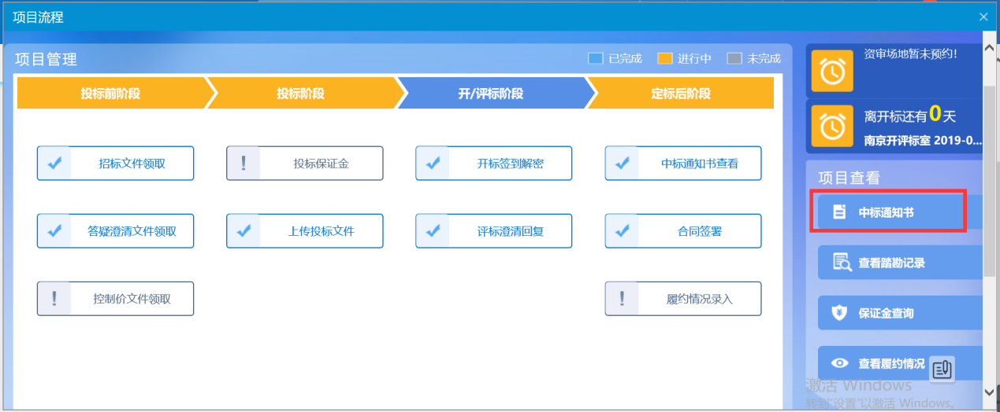 项目流程
项目管理
已完成
进行中
未完成
投标前阶段
投标阶段
开/评标阶段
定标后阶段
招标文件领取
投标保证金
开标签到解密
中标通知书查看
答疑澄清文件领取
上传投标文件
评标澄清回复
合同签署
控制价文件领取
履约情况录入
资审场地暂未预约!
离开标还有0天
南京开评标室 2019-0...
项目查看
中标通知书
查看踏勘记录
保证金查询
查看履约情况
激活 Windows
转到"设置"以激活 Windows。